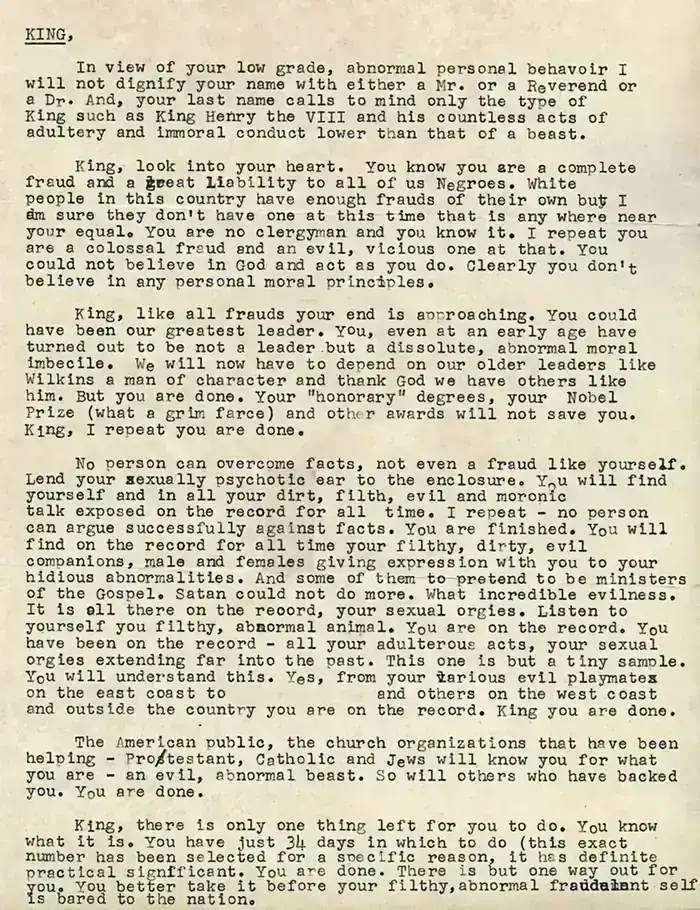 KING,
In view of your low grade, abnormal personal behavoir I
will not dignify your name with either a Mr. or a Reverend or
a Dr. And, your last name calls to mind only the type of
King such as King Henry the VIII and his countless acts of
adultery and immoral conduct lower than that of a beast.
King, look into your heart. You know you are a complete
fraud and a great liability to all of us Negroes. White
people in this country have enough frauds of their own but I
am sure they don't have one at this time that is any where near
your equal. You are no clergyman and you know it. I repeat you
are a colossal fraud and an evil, vicious one at that. You
could not believe in God and act as you do. Clearly you don't
believe in any personal moral principles.
King, like all frauds your end is approaching. You could
have been our greatest leader. You, even at an early age have
turned out to be not a leader but a dissolute, abnormal moral
imbecile. We will now have to depend on our older leaders like
Wilkins a man of character and thank God we have others like
him. But you are done. Your "honorary" degrees, your Nobel
Prize (what a grim farce) and other awards will not save you.
King, I repeat you are done.
No person can overcome facts, not even a fraud like yourself.
Lend your sexually psychotic ear to the enclosure. You will find
yourself and in all your dirt, filth, evil and moronic
talk exposed on the record for all time. I repeat - no person
can argue successfully against facts. You are finished. You will
find on the record for all time your filthy, dirty, evil
companions, male and females giving expression with you to your
hidious abnormalities. And some of them to pretend to be ministers
of the Gospel. Satan could not do more. What incredible evilness.
It is all there on the record, your sexual orgies. Listen to
yourself you filthy, abnormal animal. You are on the record. You
have been on the record - all your adulterous acts, your sexual
orgies extending far into the past. This one is but a tiny sample.
You will understand this. Yes, from your various evil playmates
on the east coast to and others on the west coast
and outside the country you are on the record. King you are done.
The American public, the church organizations that have been
helping - Protestant, Catholic and Jews will know you for what
you are - an evil, abnormal beast. So will others who have backed
you. You are done.
King, there is only one thing left for you to do. You know
what it is. You have just 34 days in which to do (this exact
number has been selected for a specific reason, it has definite
practical signficant. You are done. There is but one way out for
you. You better take it before your filthy,abnormal fraudulant self
is bared to the nation.